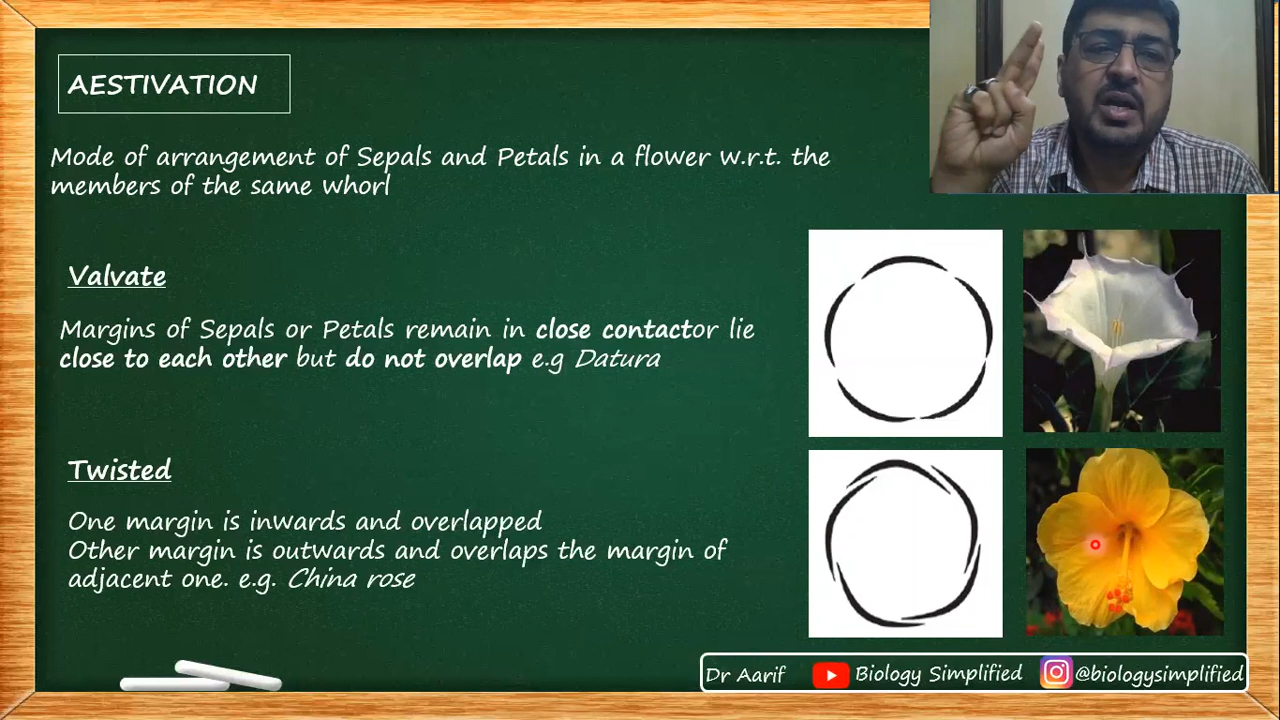 AESTIVATION
Mode of arrangement of Sepals and Petals in a flower w.r.t. the
members of the same whorl
Valvate
Margins of Sepals or Petals remain in close contactor lie
close to each other but do not overlap e.g Datura
Twisted
One margin is inwards and overlapped
Other margin is outwards and overlaps the margin of
adjacent one. e.g. China rose
Dr Aarif Biology Simplified @biologysimplified